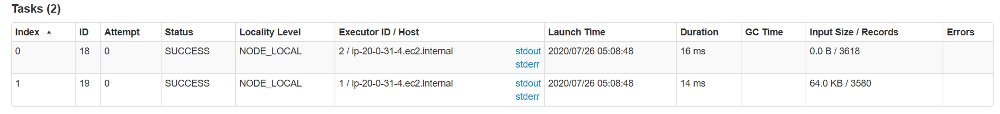 Tasks (2)
Index ▲ ID Attempt Status Locality Level Executor ID / Host Launch Time Duration GC Time Input Size / Records Errors
0 18 0 SUCCESS NODE_LOCAL 2 / ip-20-0-31-4.ec2.internal stdout 2020/07/26 05:08:48 16 ms 0.0 B / 3618
stderr
1 19 0 SUCCESS NODE_LOCAL 1 / ip-20-0-31-4.ec2.internal stdout 2020/07/26 05:08:48 14 ms 64.0 KB / 3580
stderr